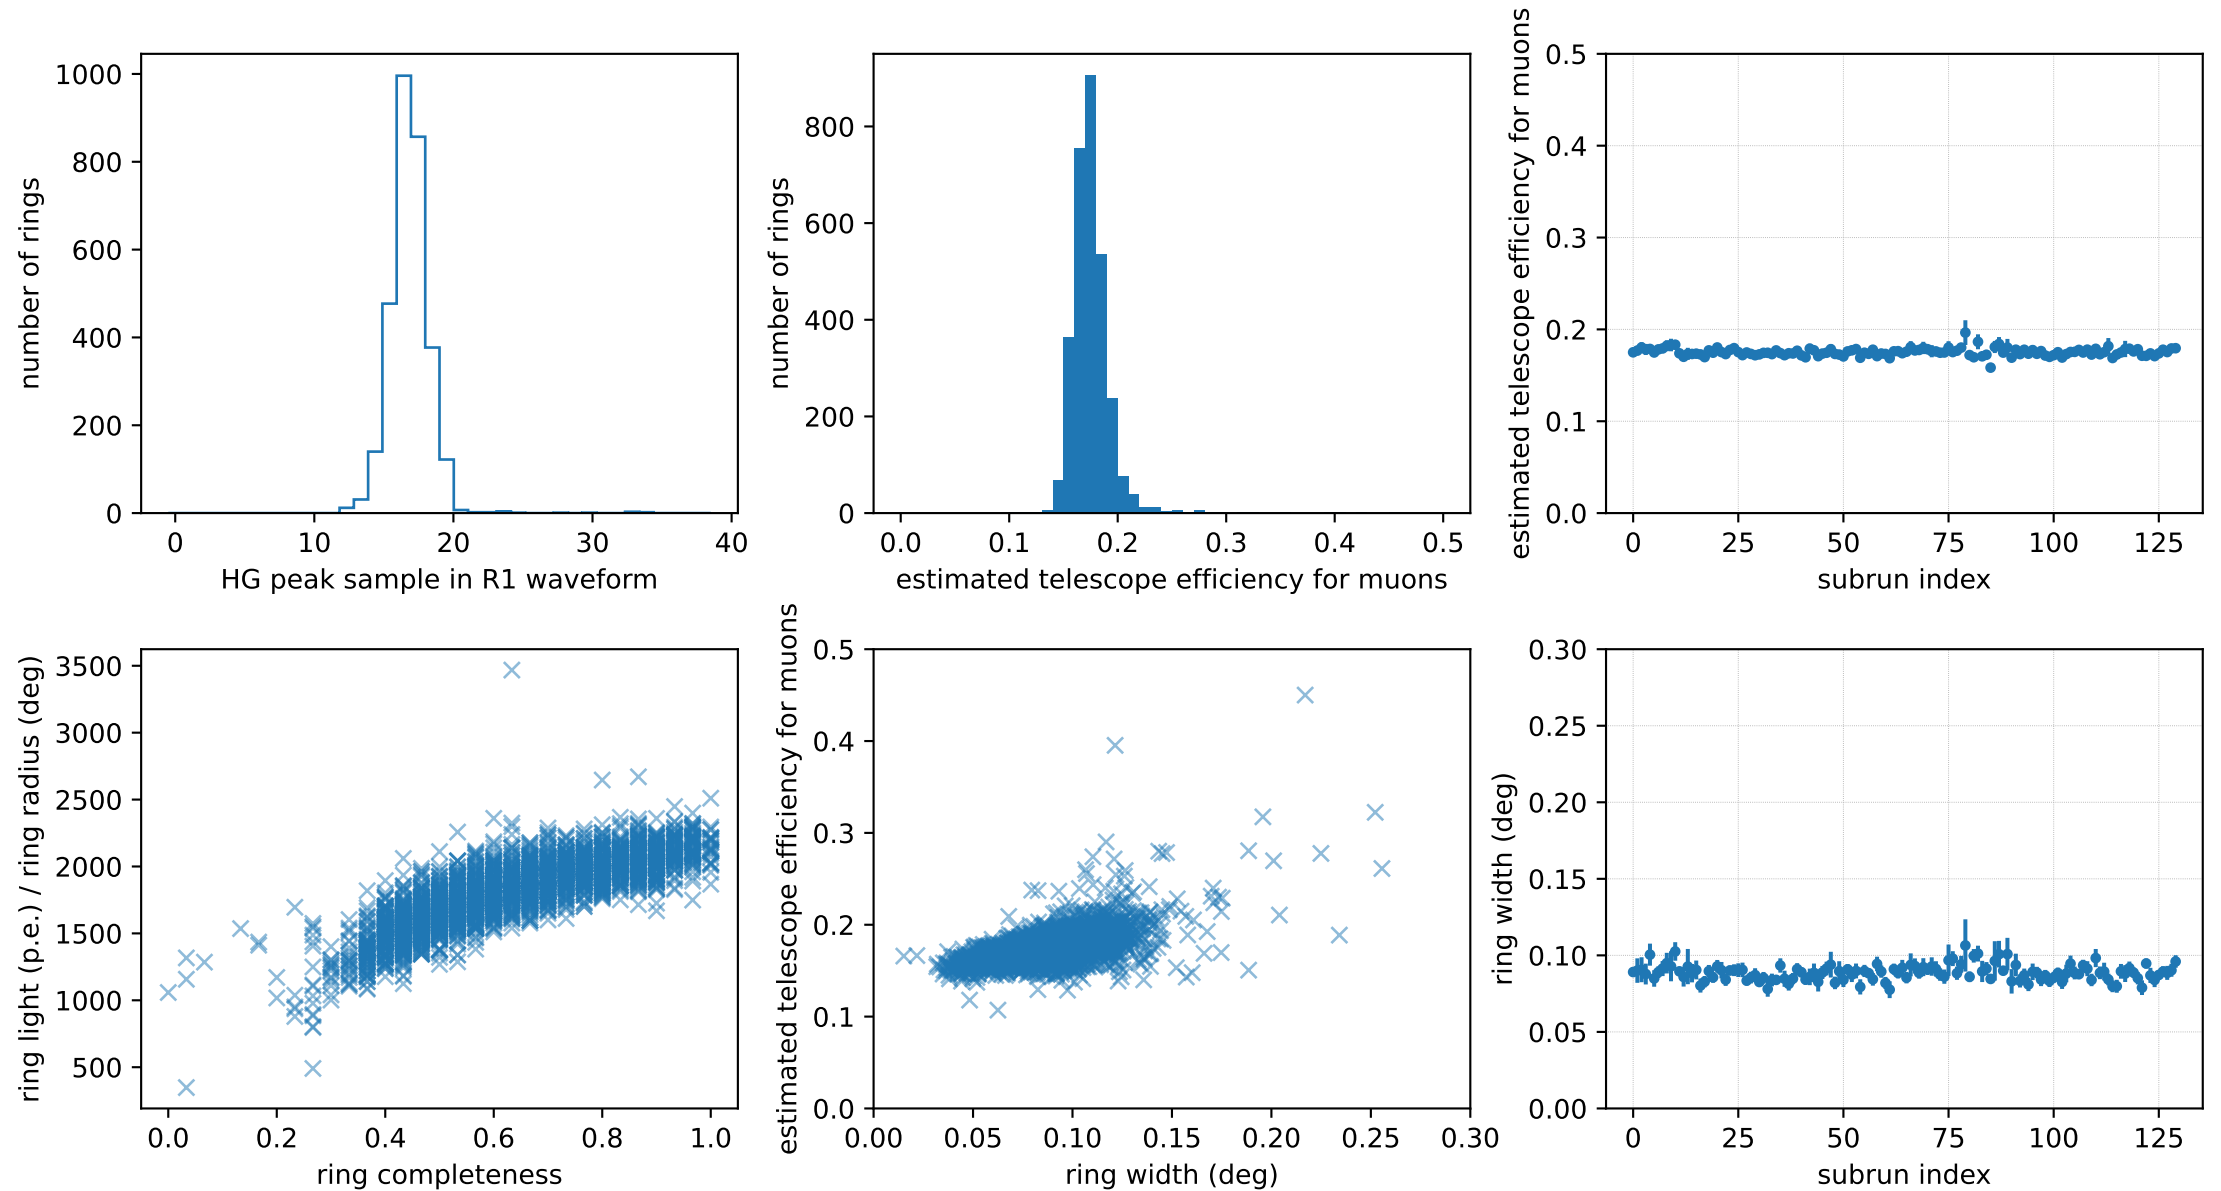 1000
800
600
400
200
0
number of rings
0 10 20 30 40
HG peak sample in R1 waveform
800
600
400
200
0
number of rings
0.0 0.1 0.2 0.3 0.4 0.5
estimated telescope efficiency for muons
0.5
0.4
0.3
0.2
0.1
0.0
estimated telescope efficiency for muons
0 25 50 75 100 125
subrun index
3500
3000
2500
2000
1500
1000
500
ring light (p.e.) / ring radius (deg)
0.0 0.2 0.4 0.6 0.8 1.0
ring completeness
0.5
0.4
0.3
0.2
0.1
0.0
estimated telescope efficiency for muons
0.00 0.05 0.10 0.15 0.20 0.25 0.30
ring width (deg)
0.30
0.25
0.20
0.15
0.10
0.05
0.00
ring width (deg)
0 25 50 75 100 125
subrun index